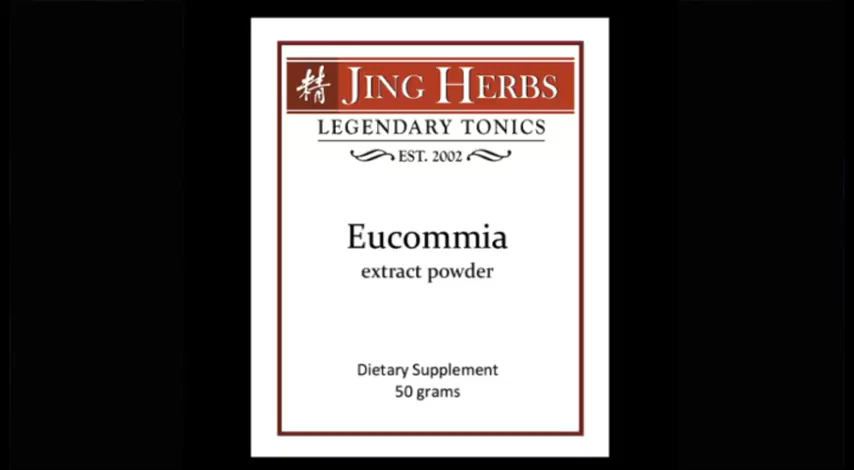 精 JING HERBS
LEGENDARY TONICS
EST. 2002
Eucommia
extract powder
Dietary Supplement
50 grams